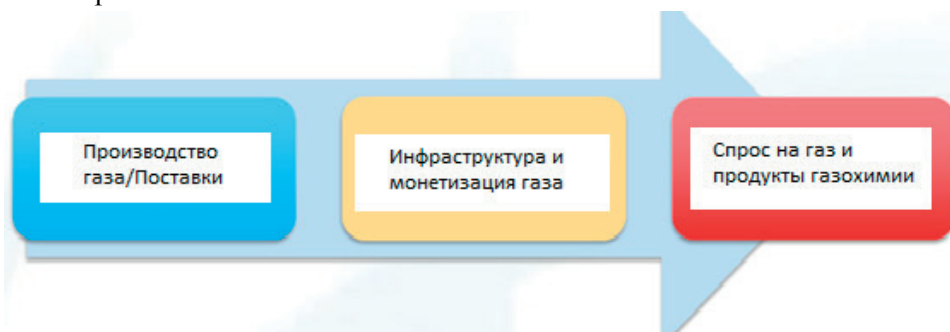 Производство
газа/Поставки
Инфраструктура и
монетизация газа
Спрос на газ и
продукты газохимии